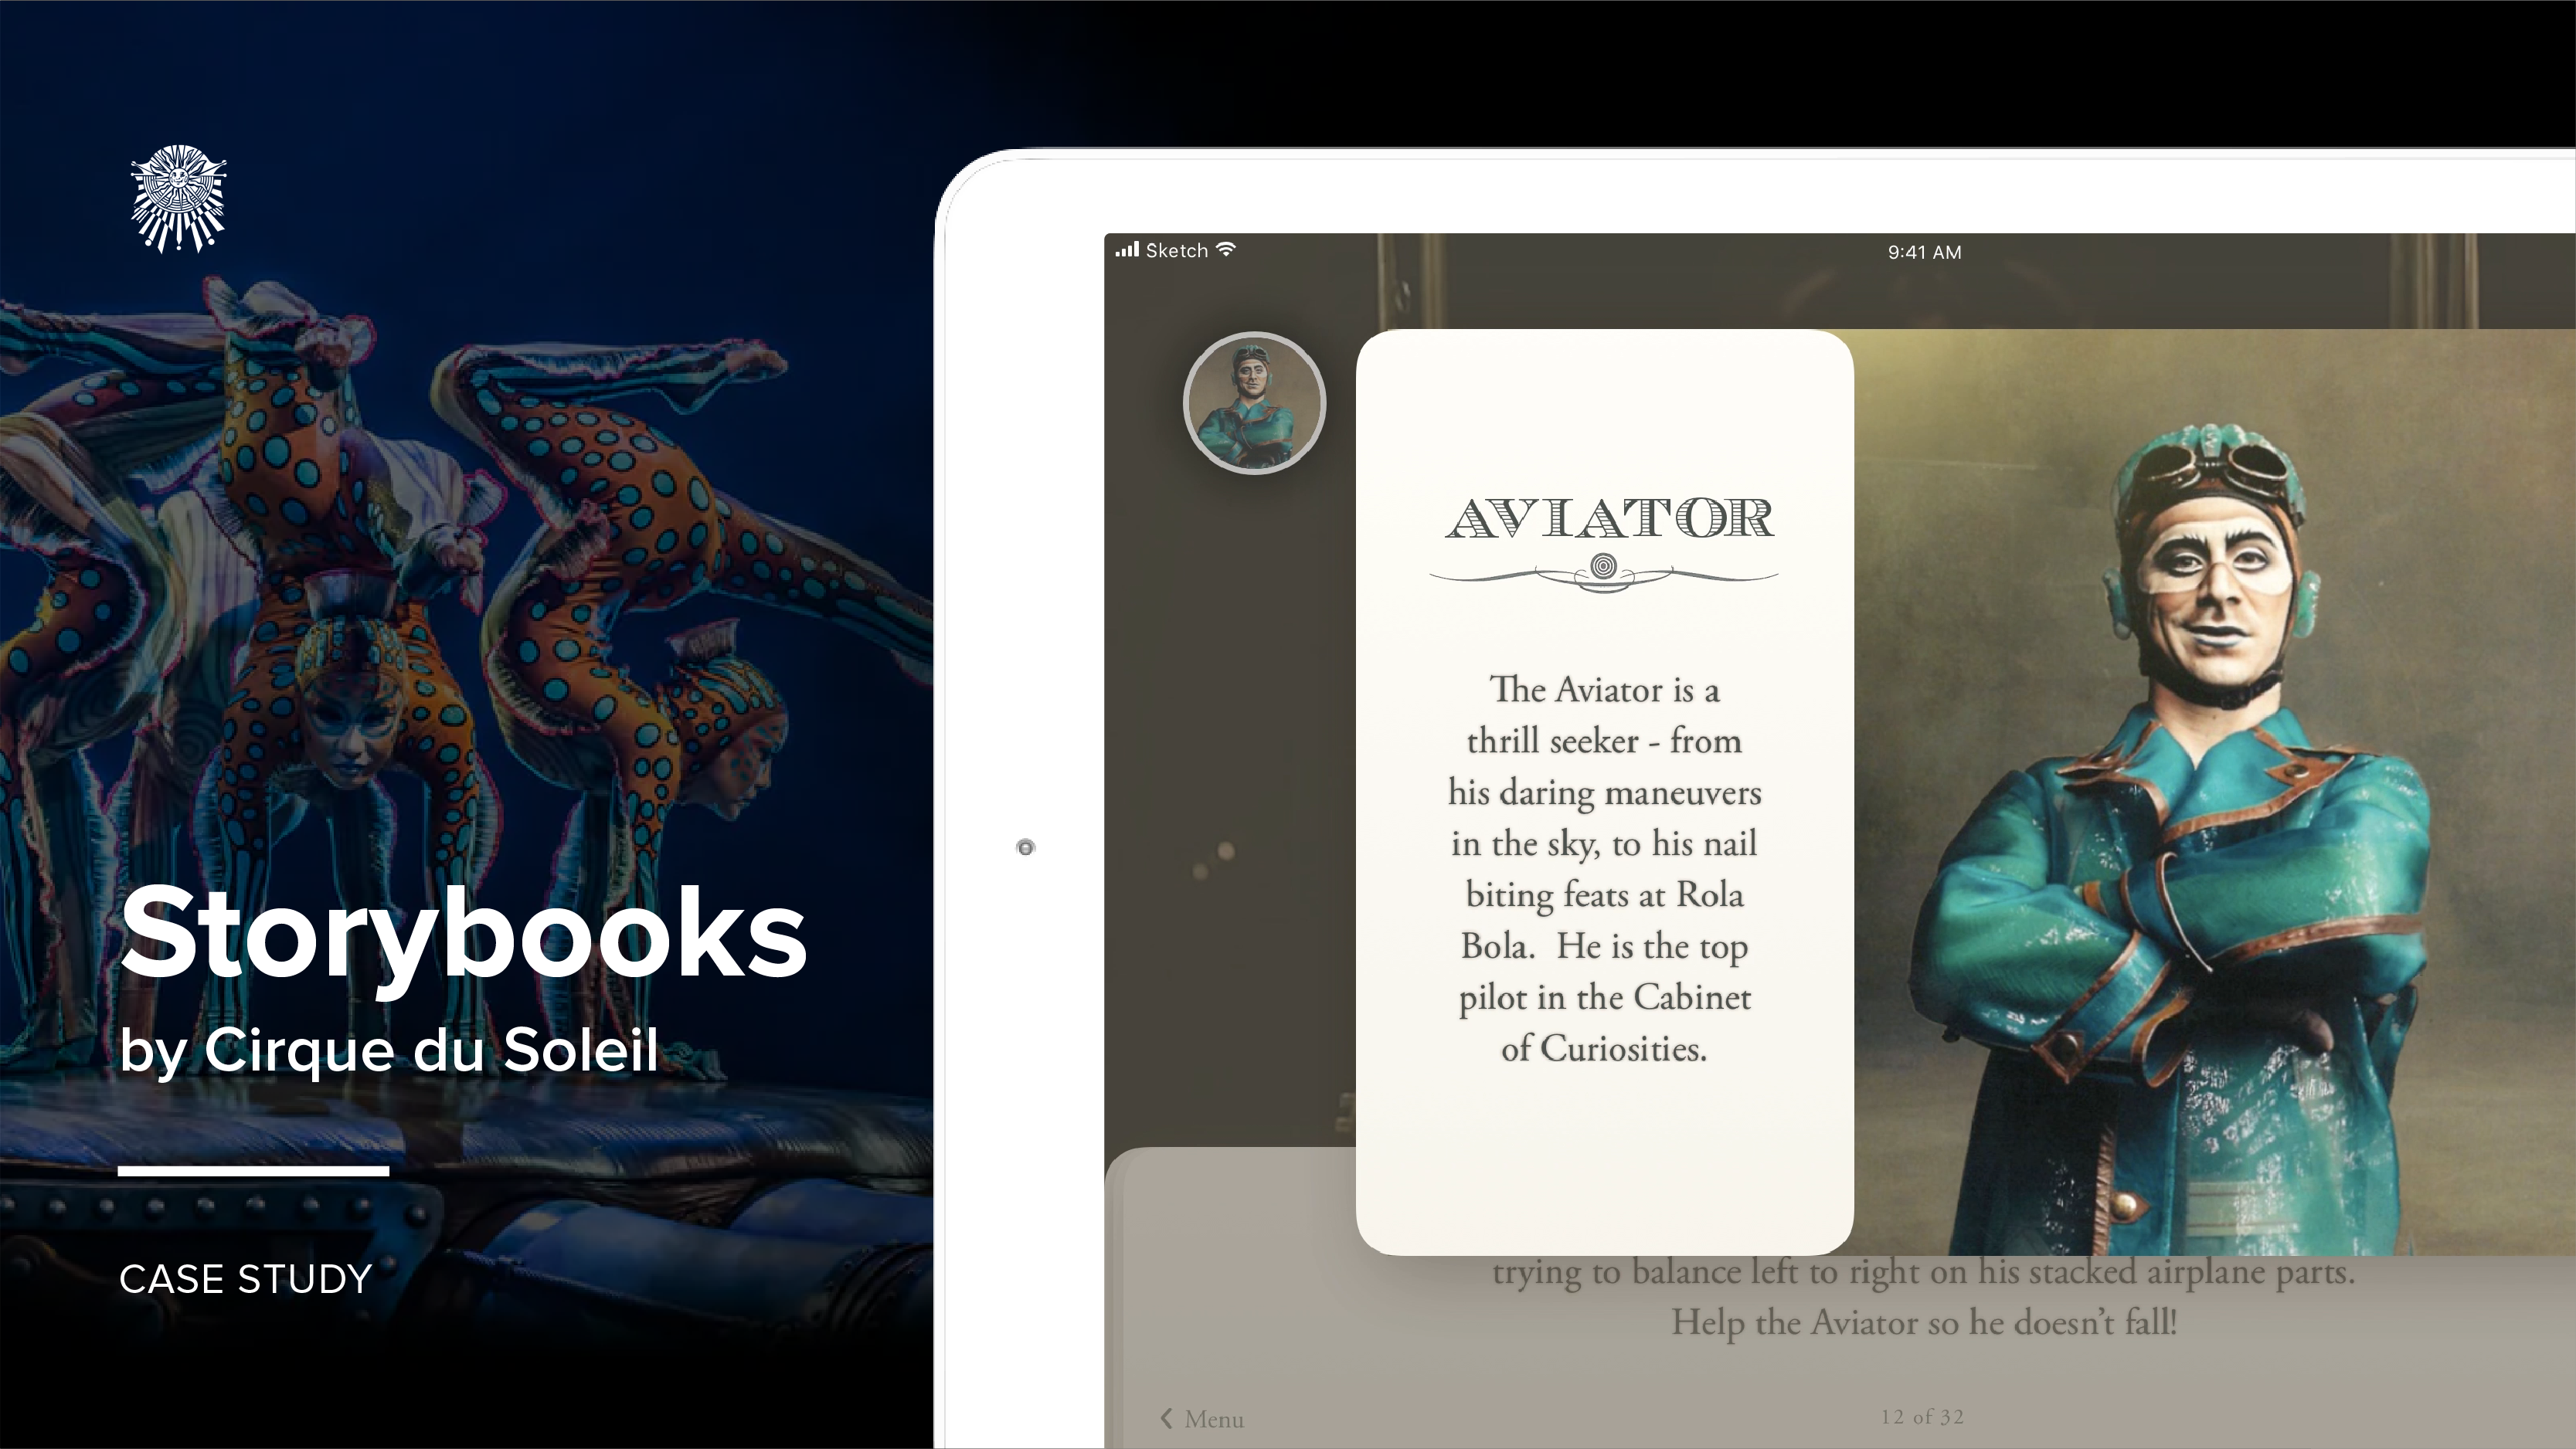 Storybooks
by Cirque du Soleil
CASE STUDY
Sketch
9:41 AM
AVIATOR
The Aviator is a
thrill seeker - from
his daring maneuvers
in the sky, to his nail
biting feats at Rola
Bola.  He is the top
pilot in the Cabinet
of Curiosities.
trying to balance left to right on his stacked airplane parts.
Help the Aviator so he doesn’t fall!
Menu
12 of 32